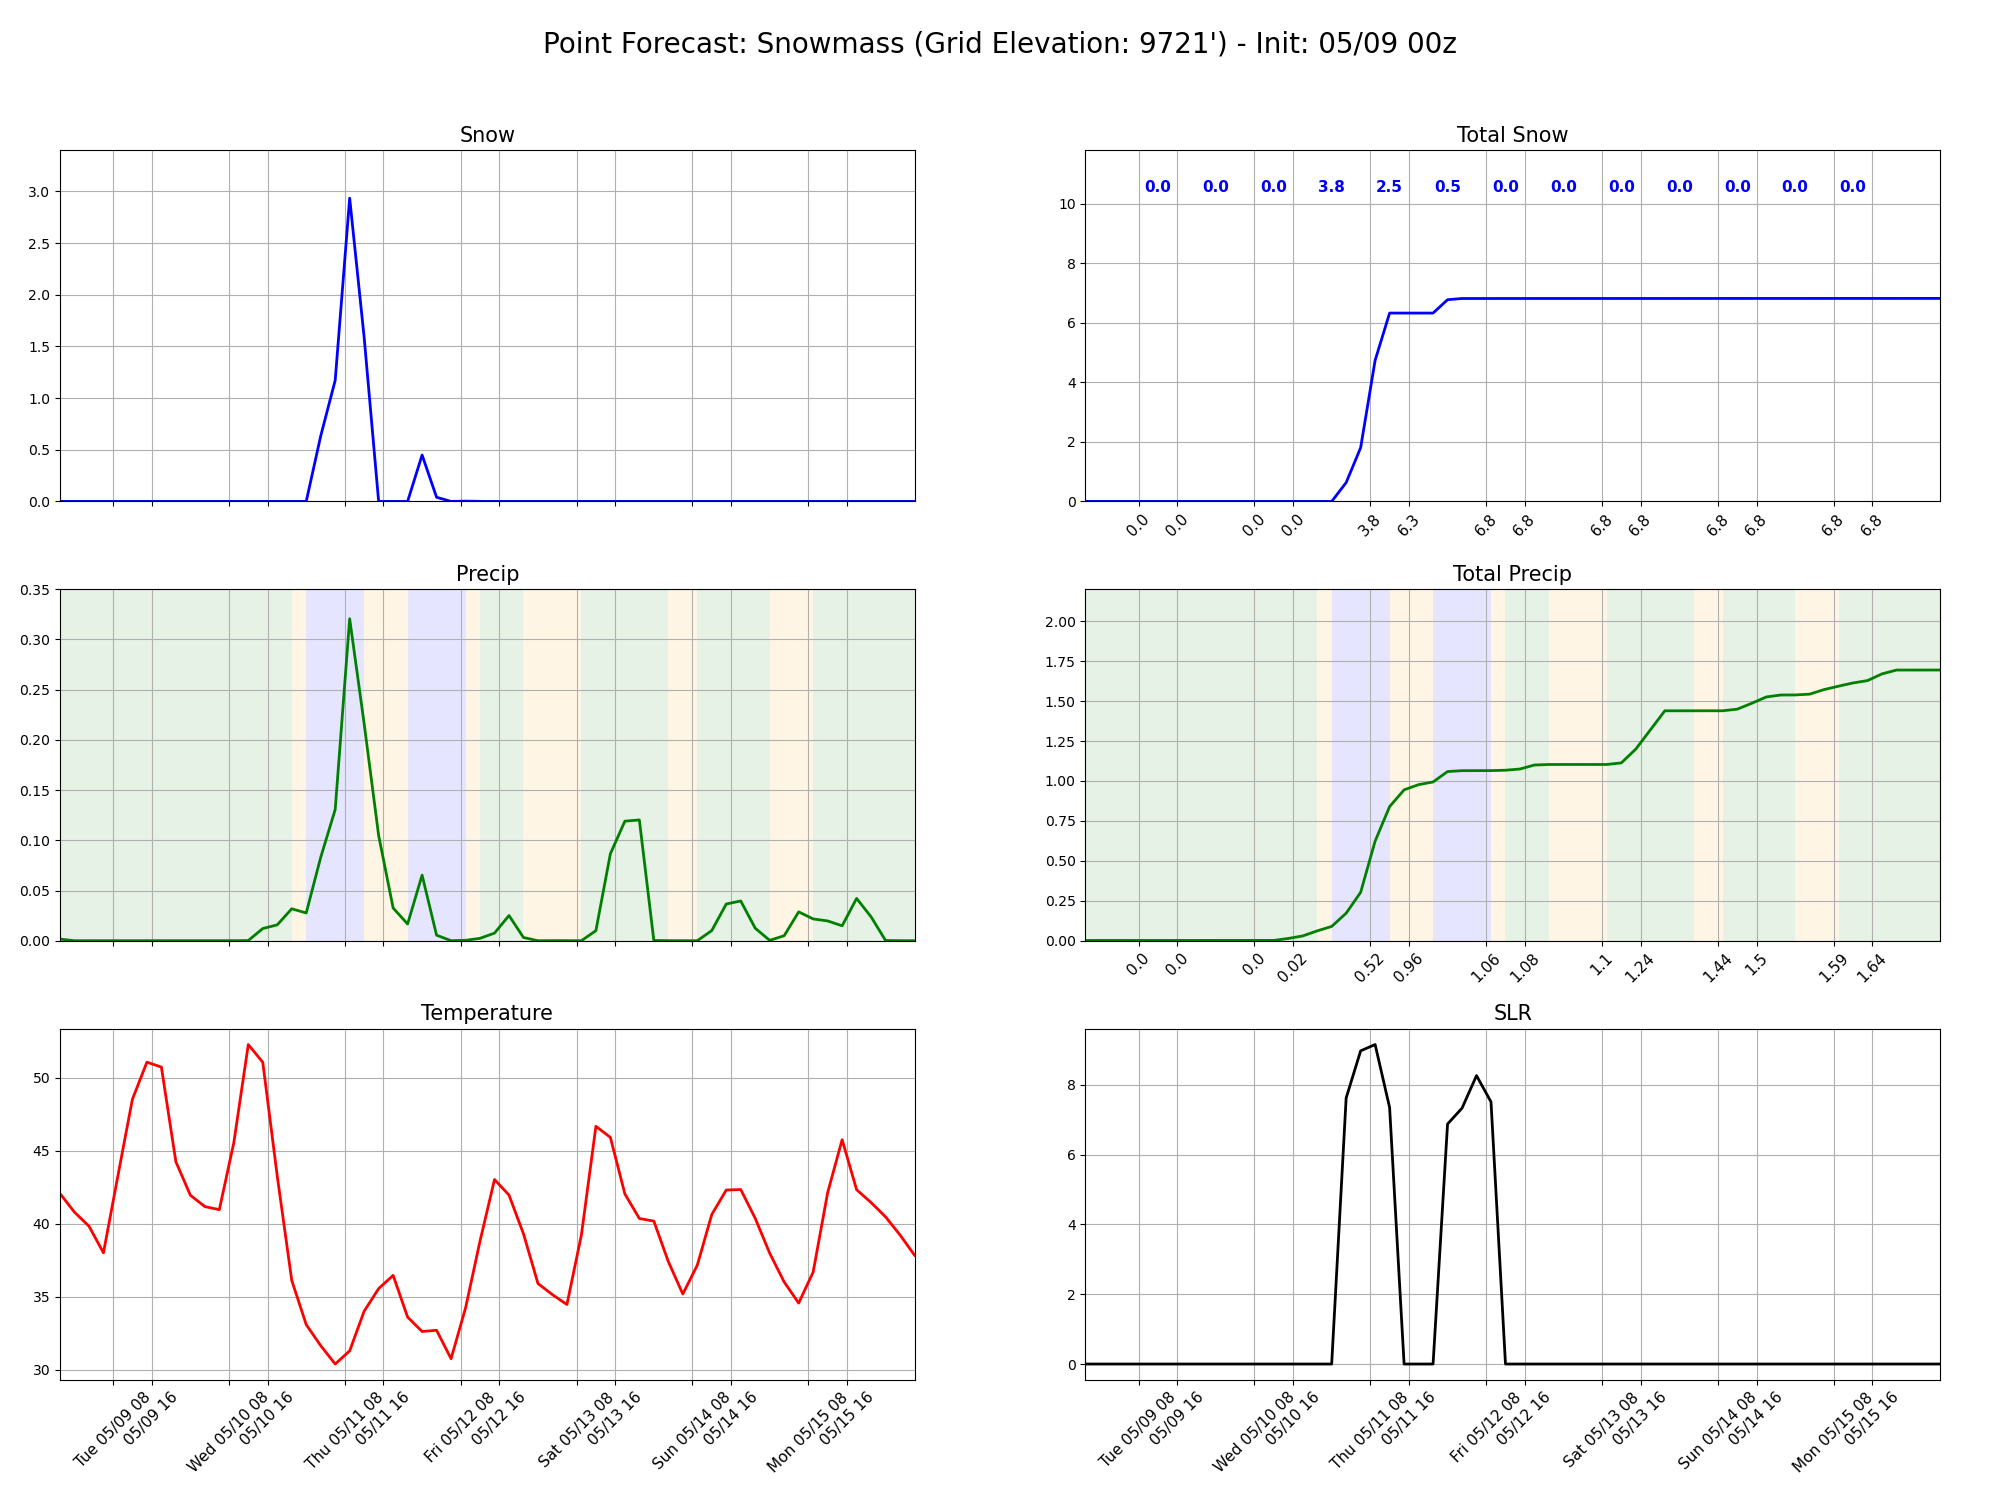 Point Forecast: Snowmass (Grid Elevation: 9721') - Init: 05/09 00z
Snow
3.0
2.5
2.0
1.5
1.0
0.5
0.0
Total Snow
0.0 0.0 0.0 3.8 2.5 0.5 0.0 0.0 0.0 0.0 0.0 0.0 0.0
10
8
6
4
2
0
0.0 0.0 0.0 0.0 3.8 6.3 6.8 6.8 6.8 6.8 6.8 6.8 6.8 6.8
Precip
0.35
0.30
0.25
0.20
0.15
0.10
0.05
0.00
Total Precip
2.00
1.75
1.50
1.25
1.00
0.75
0.50
0.25
0.00
0.0 0.0 0.0 0.02 0.52 0.96 1.06 1.08 1.1 1.24 1.44 1.5 1.59 1.64
Temperature
50
45
40
35
30
Tue 05/09 08
05/09 16
Wed 05/10 08
05/10 16
Thu 05/11 08
05/11 16
Fri 05/12 08
05/12 16
Sat 05/13 08
05/13 16
Sun 05/14 08
05/14 16
Mon 05/15 08
05/15 16
SLR
8
6
4
2
0
Tue 05/09 08
05/09 16
Wed 05/10 08
05/10 16
Thu 05/11 08
05/11 16
Fri 05/12 08
05/12 16
Sat 05/13 08
05/13 16
Sun 05/14 08
05/14 16
Mon 05/15 08
05/15 16